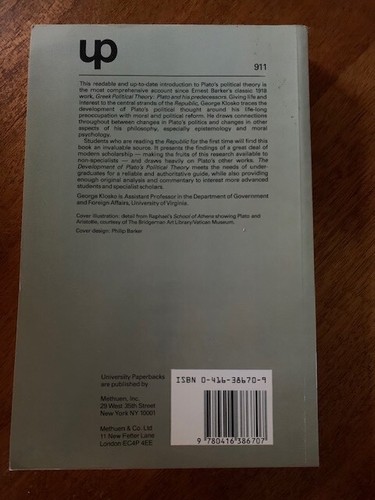 up
911
This readable and up-to-date introduction to Plato's political theory is
the most comprehensive account since Ernest Barker's classic 1918
work, Greek Political Theory: Plato and his predecessors. Giving life and
interest to the central strands of the Republic, George Klosko traces the
development of Plato's political thought around his life-long
preoccupation with moral and political reform. He draws connections
throughout between changes in Plato's politics and changes in other
aspects of his philosophy, especially epistemology and moral
psychology.
Students who are reading the Republic for the first time will find this
book an invaluable source. It presents the findings of a great deal of
modern scholarship — making the fruits of this research available to
non-specialists — and draws heavily on Plato's other works. The
Development of Plato's Political Theory meets the needs of under-
graduates for a reliable and authoritative guide, while also providing
enough original analysis and commentary to interest more advanced
students and specialist scholars.
George Klosko is Assistant Professor in the Department of Government
and Foreign Affairs, University of Virginia.
Cover illustration: detail from Raphael's School of Athens showing Plato and
Aristotle, courtesy of The Bridgeman Art Library/Vatican Museum.
Cover design: Philip Barker
University Paperbacks
are published by
Methuen, Inc.
29 West 35th Street
New York NY 10001
Methuen & Co. Ltd
11 New Fetter Lane
London EC4P 4EE
ISBN 0-416-38670-9
9 780416 386707